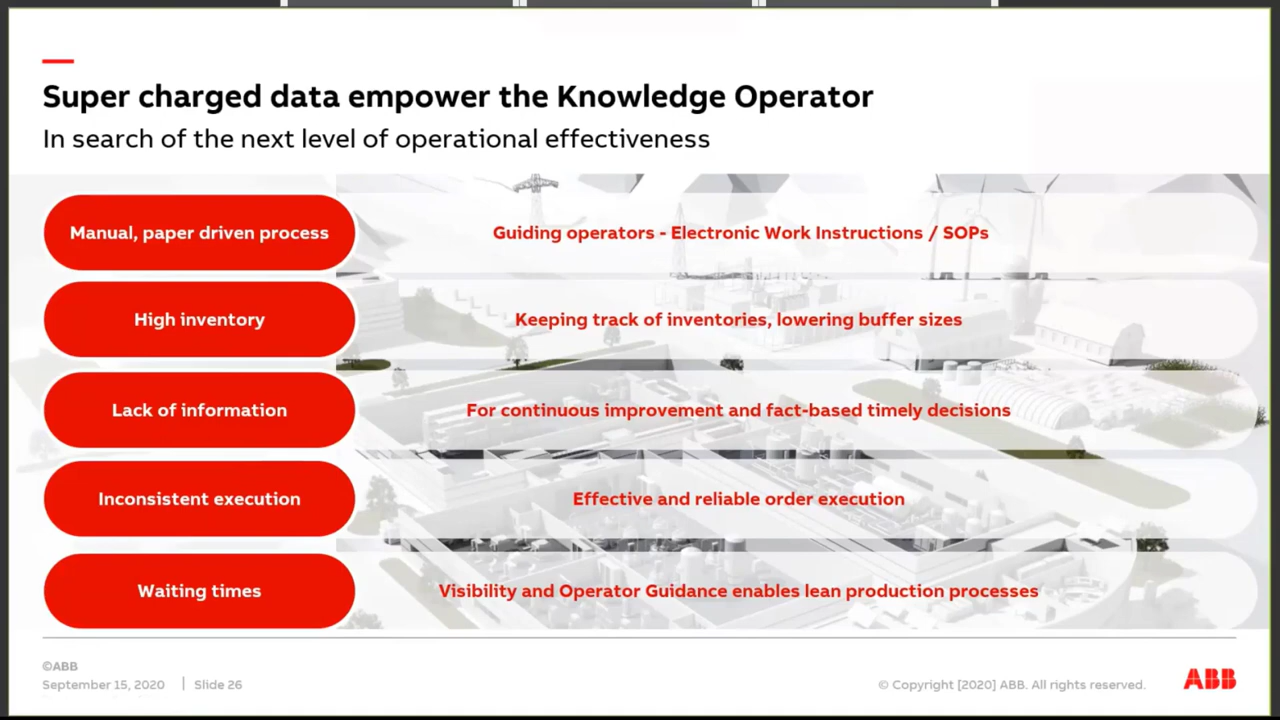 Super charged data empower the Knowledge Operator
In search of the next level of operational effectiveness
Manual, paper driven process
Guiding operators - Electronic Work Instructions / SOPs
High inventory
Keeping track of inventories, lowering buffer sizes
Lack of information
For continuous improvement and fact-based timely decisions
Inconsistent execution
Effective and reliable order execution
Waiting times
Visibility and Operator Guidance enables lean production processes
©ABB
September 15, 2020 | Slide 26
© Copyright [2020] ABB. All rights reserved.
ABB